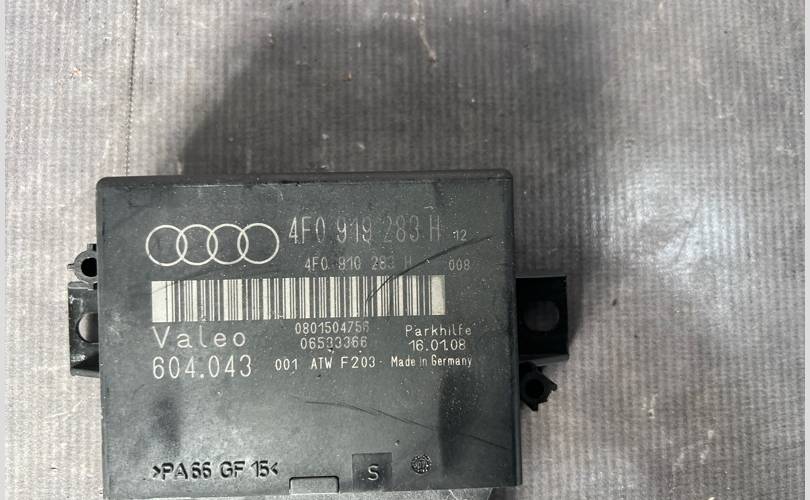 4F0 919 283 H 12
4F0 910 283 H 008
0801504756
Valeo 06533366 Parkhilfe
604.043 16.01.08
001 ATW F203 Made in Germany
>PA66 GF 15< S